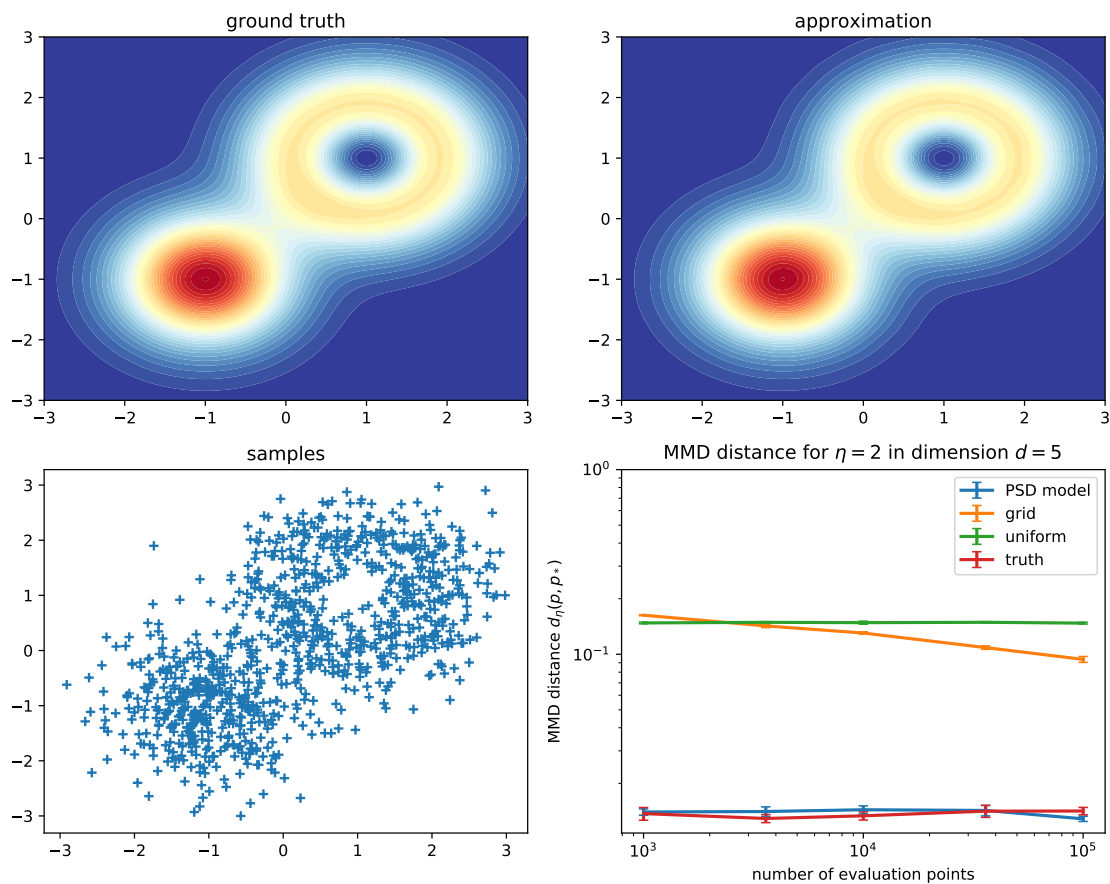 ground truth
approximation
3
2
1
0
−1
−2
−3
−3 −2 −1 0 1 2 3
3
2
1
0
−1
−2
−3
−3 −2 −1 0 1 2 3
samples
3
2
1
0
−1
−2
−3
−3 −2 −1 0 1 2 3
MMD distance for η = 2 in dimension d = 5
MMD distance dη(p, p*)
10⁰
10⁻¹
PSD model
grid
uniform
truth
10³ 10⁴ 10⁵
number of evaluation points